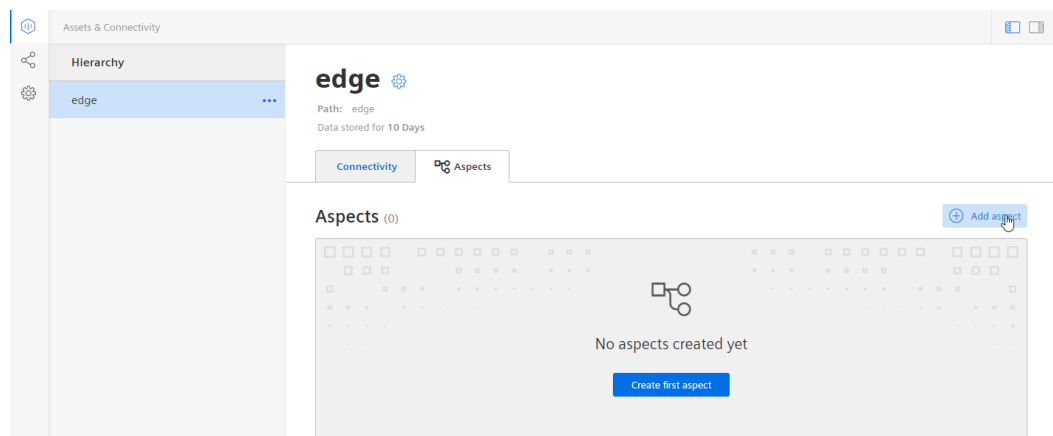 Assets & Connectivity
Hierarchy
edge
edge
Path: edge
Data stored for 10 Days
Connectivity
Aspects
Aspects (0)
Add aspect
No aspects created yet
Create first aspect